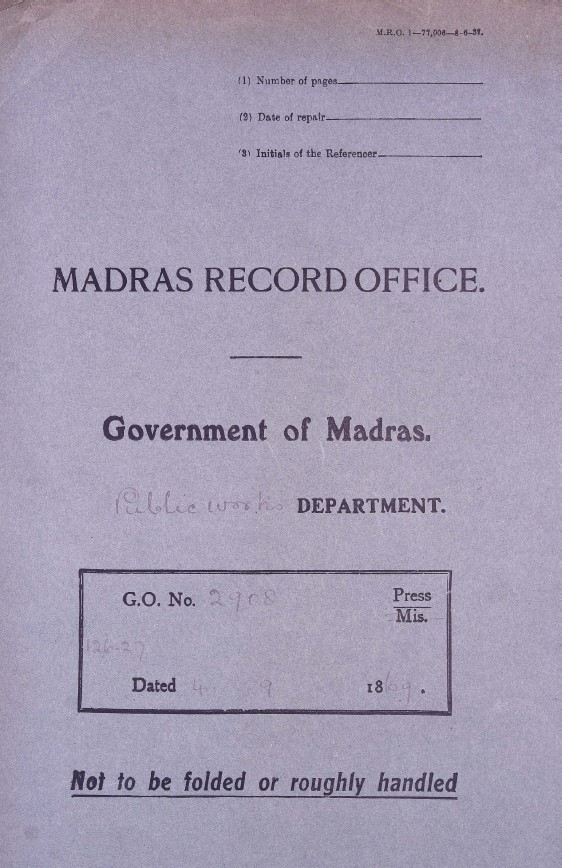 M.R.O. 1—77,006—8-6-37.
(1) Number of pages
(2) Date of repair
(3) Initials of the Referencer
MADRAS RECORD OFFICE.
Government of Madras.
Public works DEPARTMENT.
G.O. No. 2908 Press
Mis.
126-27
Dated 4. 9 1869.
Not to be folded or roughly handled